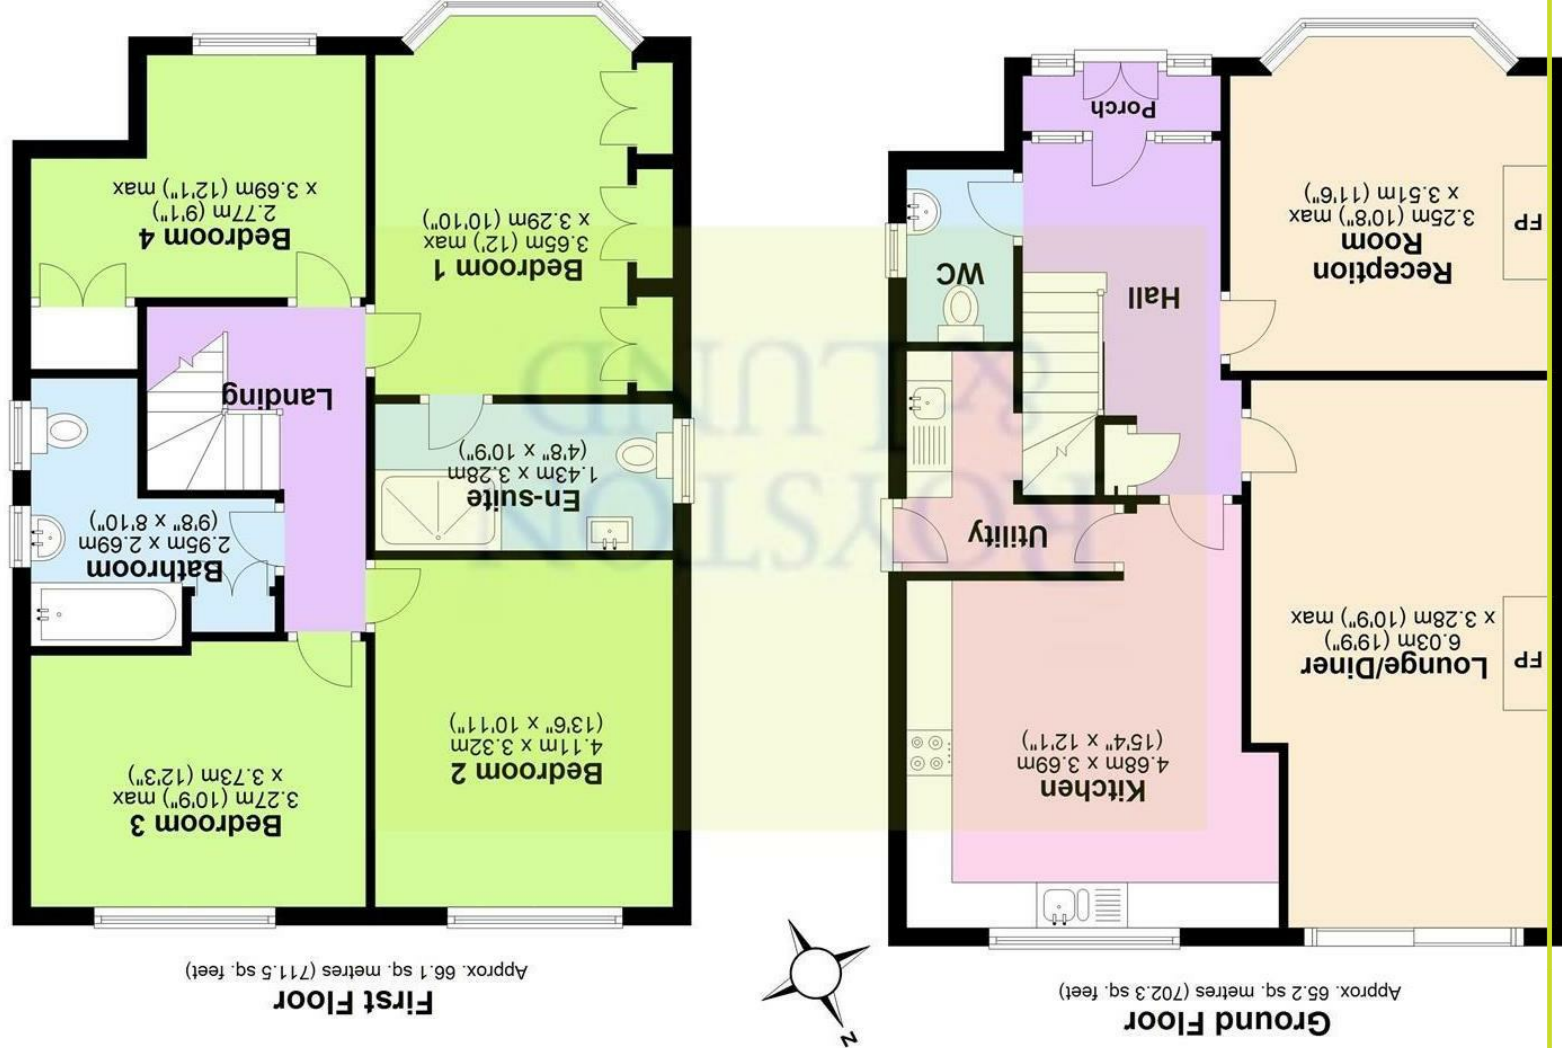 Ground Floor
Approx. 65.2 sq. metres (702.3 sq. feet)
Kitchen
4.68m x 3.69m
(15'4" x 12'1")
FP
Lounge/Diner
6.03m (19'9")
x 3.28m (10'9") max
Utility
Hall
WC
FP
Reception
Room
3.25m (10'8") max
x 3.51m (11'6")
Porch
N
First Floor
Approx. 66.1 sq. metres (711.5 sq. feet)
Bedroom 3
3.27m (10'9") max
x 3.73m (12'3")
Bedroom 2
4.11m x 3.32m
(13'6" x 10'11")
Bathroom
2.95m x 2.69m
(9'8" x 8'10")
En-suite
1.43m x 3.28m
(4'8" x 10'9")
Landing
Bedroom 1
3.65m (12') max
x 3.29m (10'10")
Bedroom 4
2.77m (9'1")
x 3.69m (12'1") max
ROYSTON
& LUND